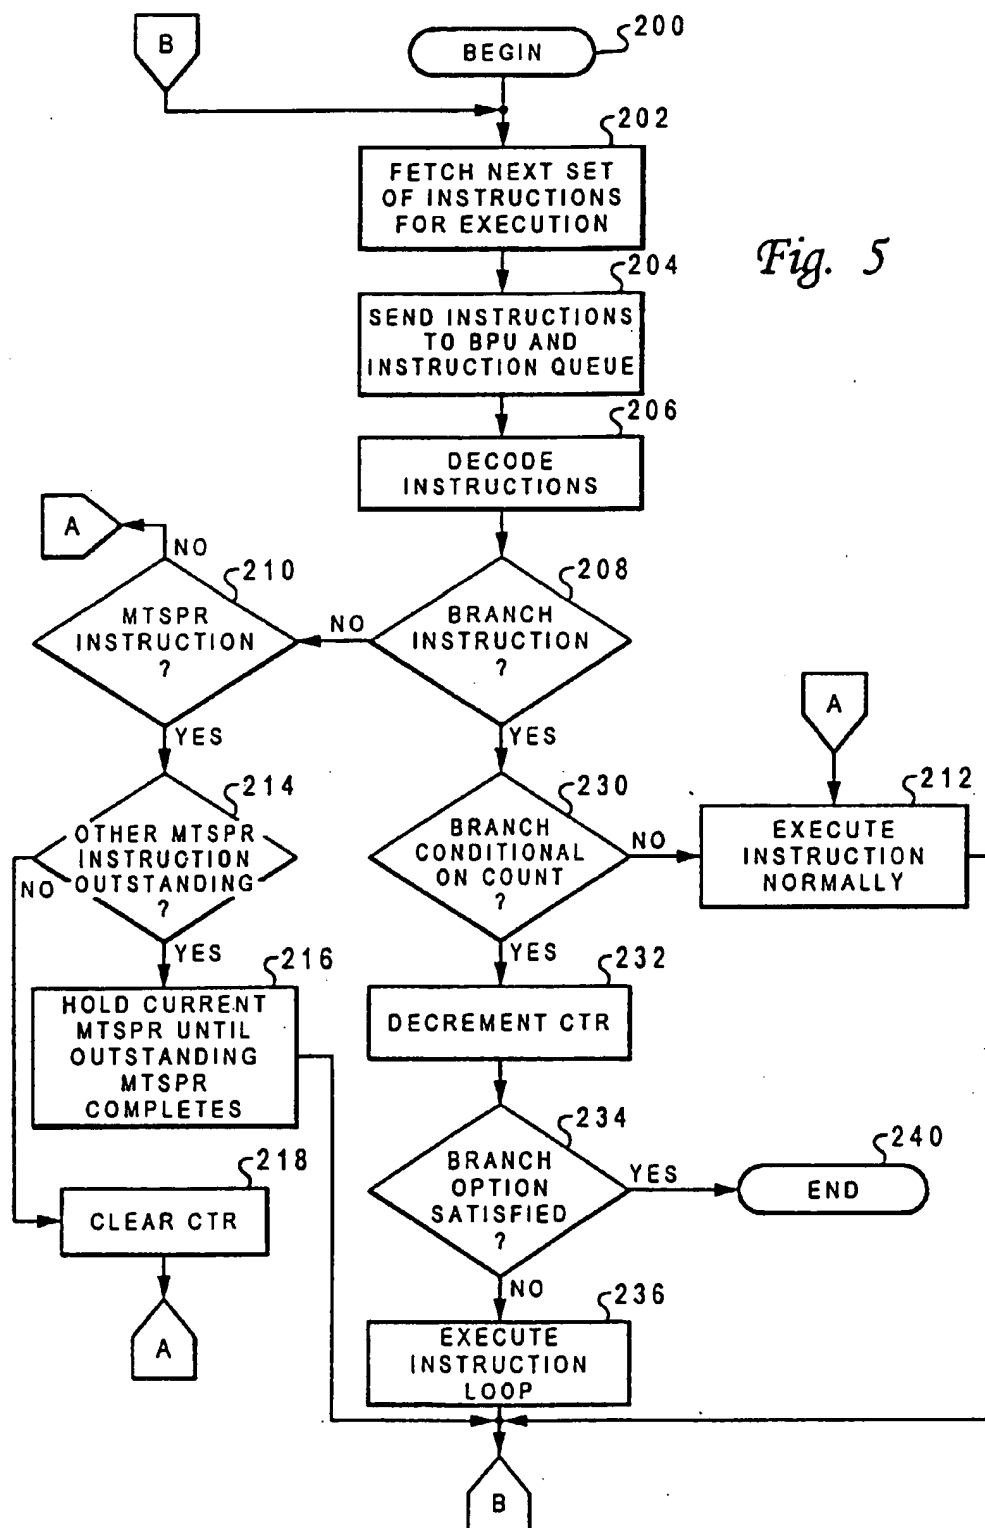 B
BEGIN
200
202
FETCH NEXT SET
OF INSTRUCTIONS
FOR EXECUTION
Fig. 5
204
SEND INSTRUCTIONS
TO BPU AND
INSTRUCTION QUEUE
206
DECODE
INSTRUCTIONS
A
NO
210
MTSPR
INSTRUCTION
?
NO
208
BRANCH
INSTRUCTION
?
YES
YES
A
214
OTHER MTSPR
INSTRUCTION
OUTSTANDING
?
NO
YES
230
BRANCH
CONDITIONAL
ON COUNT
?
NO
YES
212
EXECUTE
INSTRUCTION
NORMALLY
216
HOLD CURRENT
MTSPR UNTIL
OUTSTANDING
MTSPR
COMPLETES
232
DECREMENT CTR
234
BRANCH
OPTION
SATISFIED
?
YES
240
END
218
CLEAR CTR
A
NO
236
EXECUTE
INSTRUCTION
LOOP
B